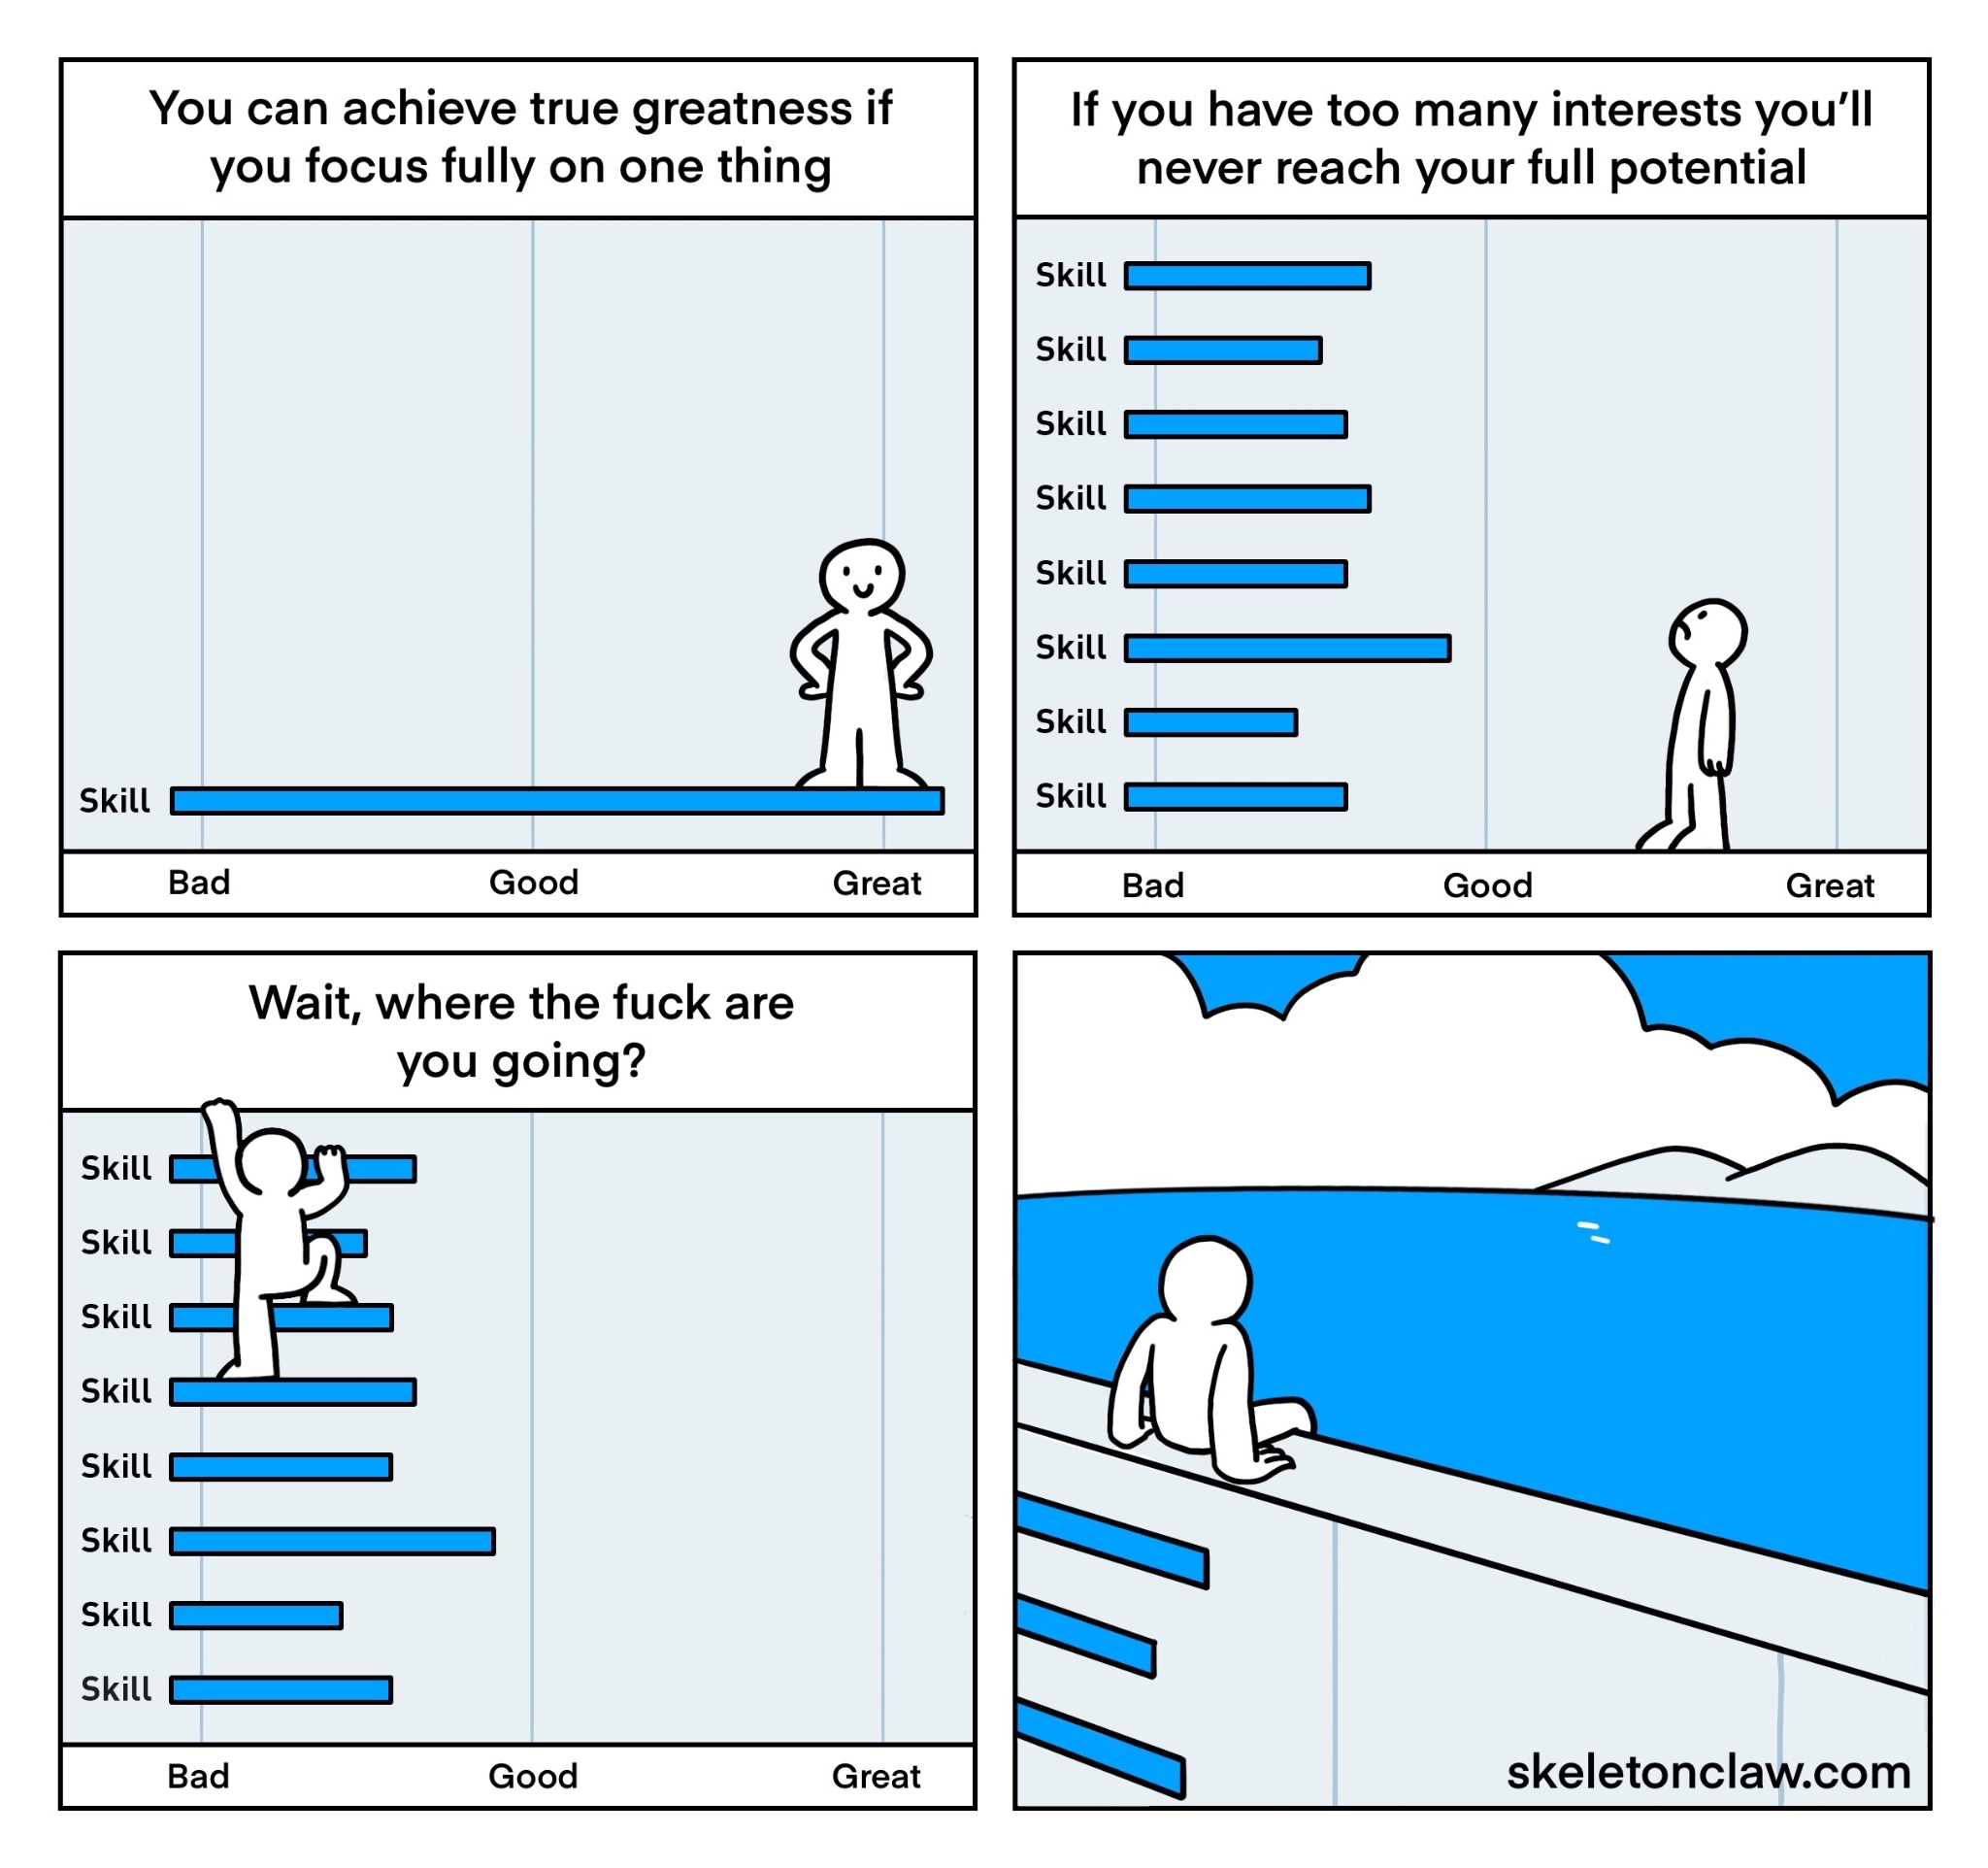 You can achieve true greatness if
you focus fully on one thing
Skill
Bad Good Great
If you have too many interests you'll
never reach your full potential
Skill
Skill
Skill
Skill
Skill
Skill
Skill
Skill
Bad Good Great
Wait, where the fuck are
you going?
Skill
Skill
Skill
Skill
Skill
Skill
Skill
Skill
Bad Good Great
skeletonclaw.com